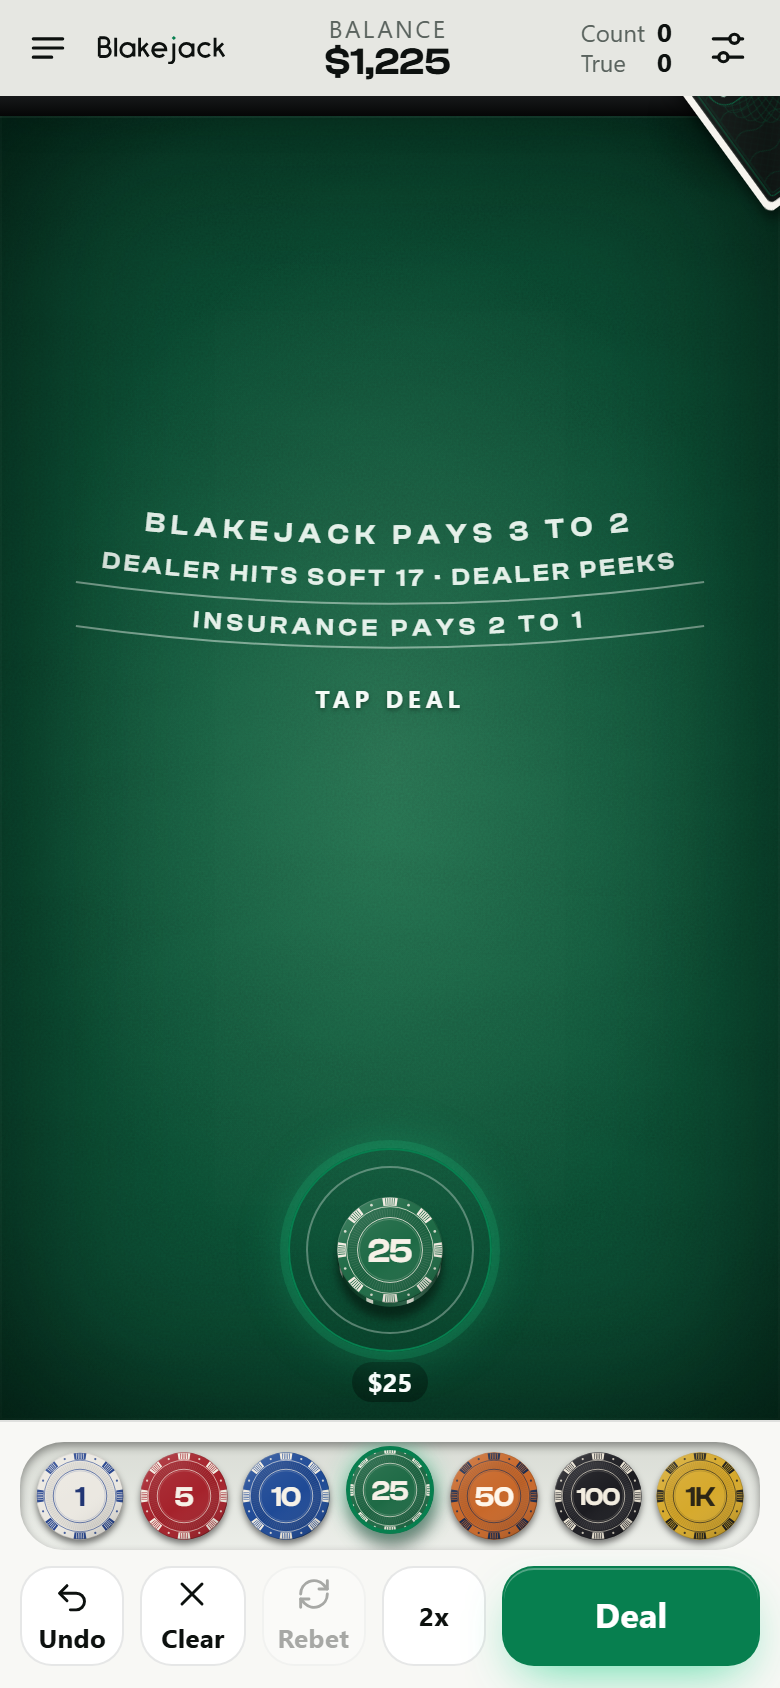 Blakejack
BALANCE
$1,225
Count 0
True 0
BLAKEJACK PAYS 3 TO 2
DEALER HITS SOFT 17 · DEALER PEEKS
INSURANCE PAYS 2 TO 1
TAP DEAL
25
$25
1 5 10 25 50 100 1K
Undo Clear Rebet 2x Deal